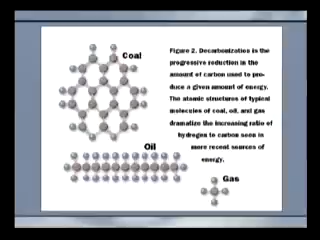 Coal
Figure 2. Decarbonization is the
progressive reduction in the
amount of carbon used to pro-
duce a given amount of energy.
The atomic structures of typical
molecules of coal, oil, and gas
dramatize the increasing ratio of
hydrogen to carbon seen in
more recent sources of
energy.
Oil
Gas